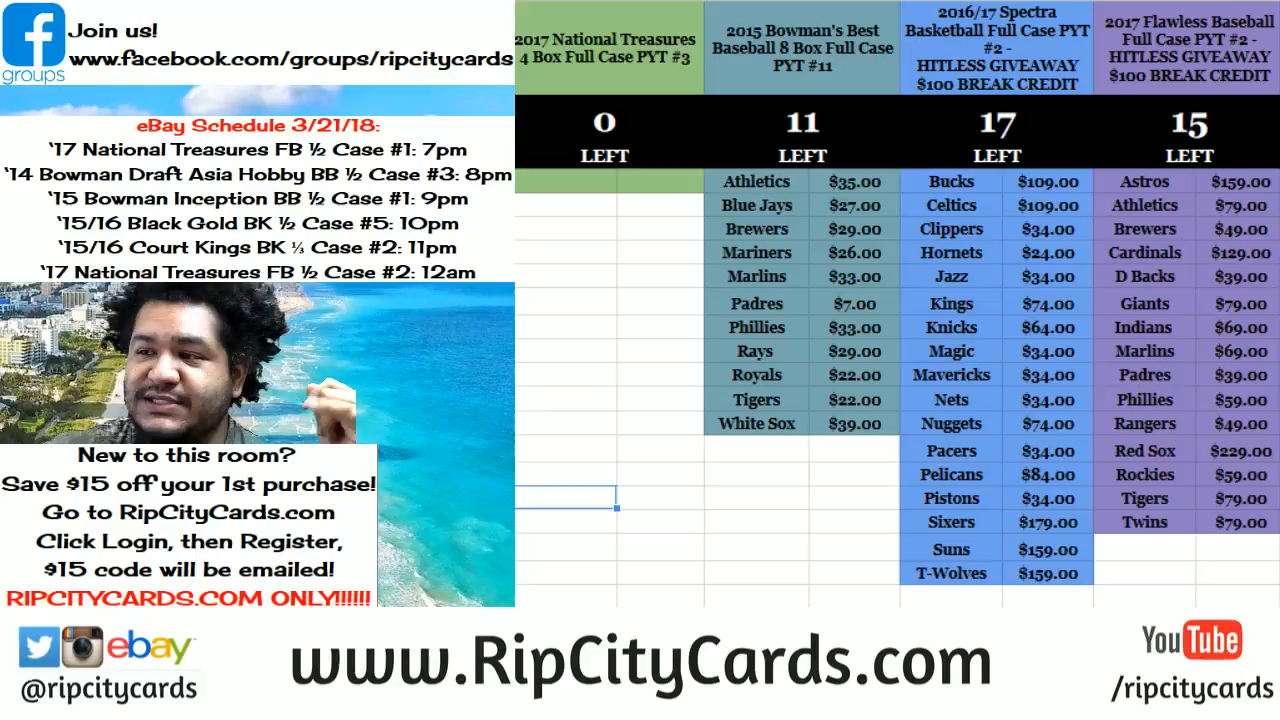 Join us!
www.facebook.com/groups/ripcitycards
groups
eBay Schedule 3/21/18:
'17 National Treasures FB ½ Case #1: 7pm
'14 Bowman Draft Asia Hobby BB ½ Case #3: 8pm
'15 Bowman Inception BB ½ Case #1: 9pm
'15/16 Black Gold BK ½ Case #5: 10pm
'15/16 Court Kings BK ⅓ Case #2: 11pm
'17 National Treasures FB ½ Case #2: 12am
New to this room?
Save $15 off your 1st purchase!
Go to RipCityCards.com
Click Login, then Register,
$15 code will be emailed!
RIPCITYCARDS.COM ONLY!!!!!!
2017 National Treasures
4 Box Full Case PYT #3
0
LEFT
2015 Bowman's Best
Baseball 8 Box Full Case
PYT #11
11
LEFT
Athletics $35.00
Blue Jays $27.00
Brewers $29.00
Mariners $26.00
Marlins $33.00
Padres $7.00
Phillies $33.00
Rays $29.00
Royals $22.00
Tigers $22.00
White Sox $39.00
2016/17 Spectra
Basketball Full Case PYT
#2 -
HITLESS GIVEAWAY
$100 BREAK CREDIT
17
LEFT
Bucks $109.00
Celtics $109.00
Clippers $34.00
Hornets $24.00
Jazz $34.00
Kings $74.00
Knicks $64.00
Magic $34.00
Mavericks $34.00
Nets $34.00
Nuggets $74.00
Pacers $34.00
Pelicans $84.00
Pistons $34.00
Sixers $179.00
Suns $159.00
T-Wolves $159.00
2017 Flawless Baseball
Full Case PYT #2 -
HITLESS GIVEAWAY
$100 BREAK CREDIT
15
LEFT
Astros $159.00
Athletics $79.00
Brewers $49.00
Cardinals $129.00
D Backs $39.00
Giants $79.00
Indians $69.00
Marlins $69.00
Padres $39.00
Phillies $59.00
Rangers $49.00
Red Sox $229.00
Rockies $59.00
Tigers $79.00
Twins $79.00
ebay
@ripcitycards
www.RipCityCards.com
YouTube
/ripcitycards